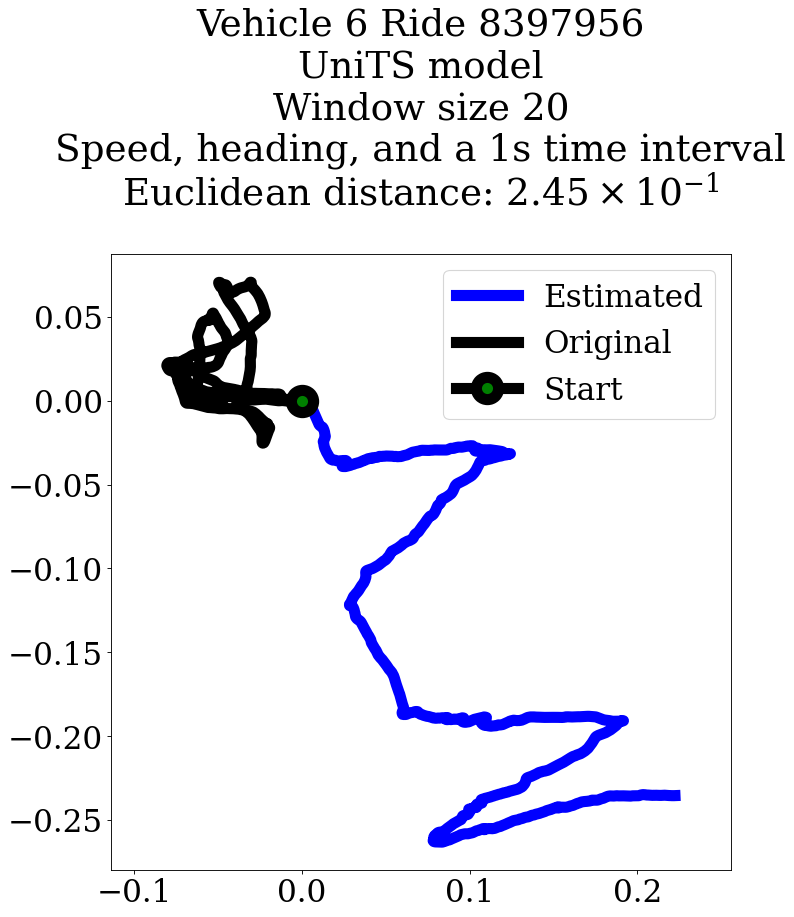 Vehicle 6 Ride 8397956
UniTS model
Window size 20
Speed, heading, and a 1s time interval
Euclidean distance: 2.45 × 10⁻¹
Estimated
Original
Start
0.05
0.00
−0.05
−0.10
−0.15
−0.20
−0.25
−0.1
0.0
0.1
0.2